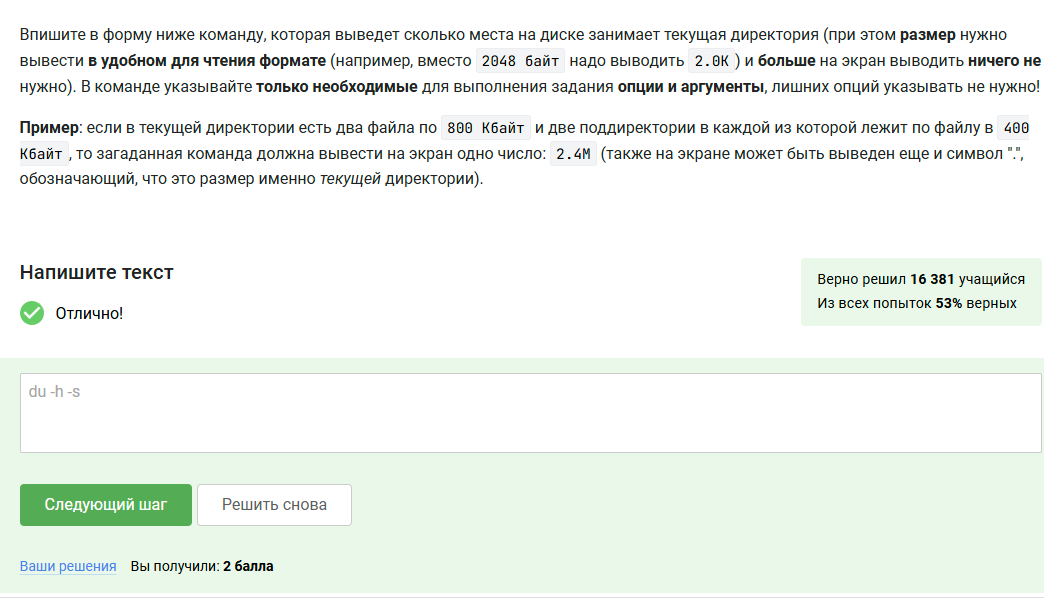 Впишите в форму ниже команду, которая выведет сколько места на диске занимает текущая директория (при этом размер нужно
вывести в удобном для чтения формате (например, вместо 2048 байт надо выводить 2.0K ) и больше на экран выводить ничего не
нужно). В команде указывайте только необходимые для выполнения задания опции и аргументы, лишних опций указывать не нужно!
Пример: если в текущей директории есть два файла по 800 Кбайт и две поддиректории в каждой из которой лежит по файлу в 400
Кбайт , то загаданная команда должна вывести на экран одно число: 2.4M (также на экране может быть выведен еще и символ ".",
обозначающий, что это размер именно текущей директории).
Напишите текст
Отлично!
Верно решил 16 381 учащийся
Из всех попыток 53% верных
du -h -s
Следующий шаг
Решить снова
Ваши решения Вы получили: 2 балла